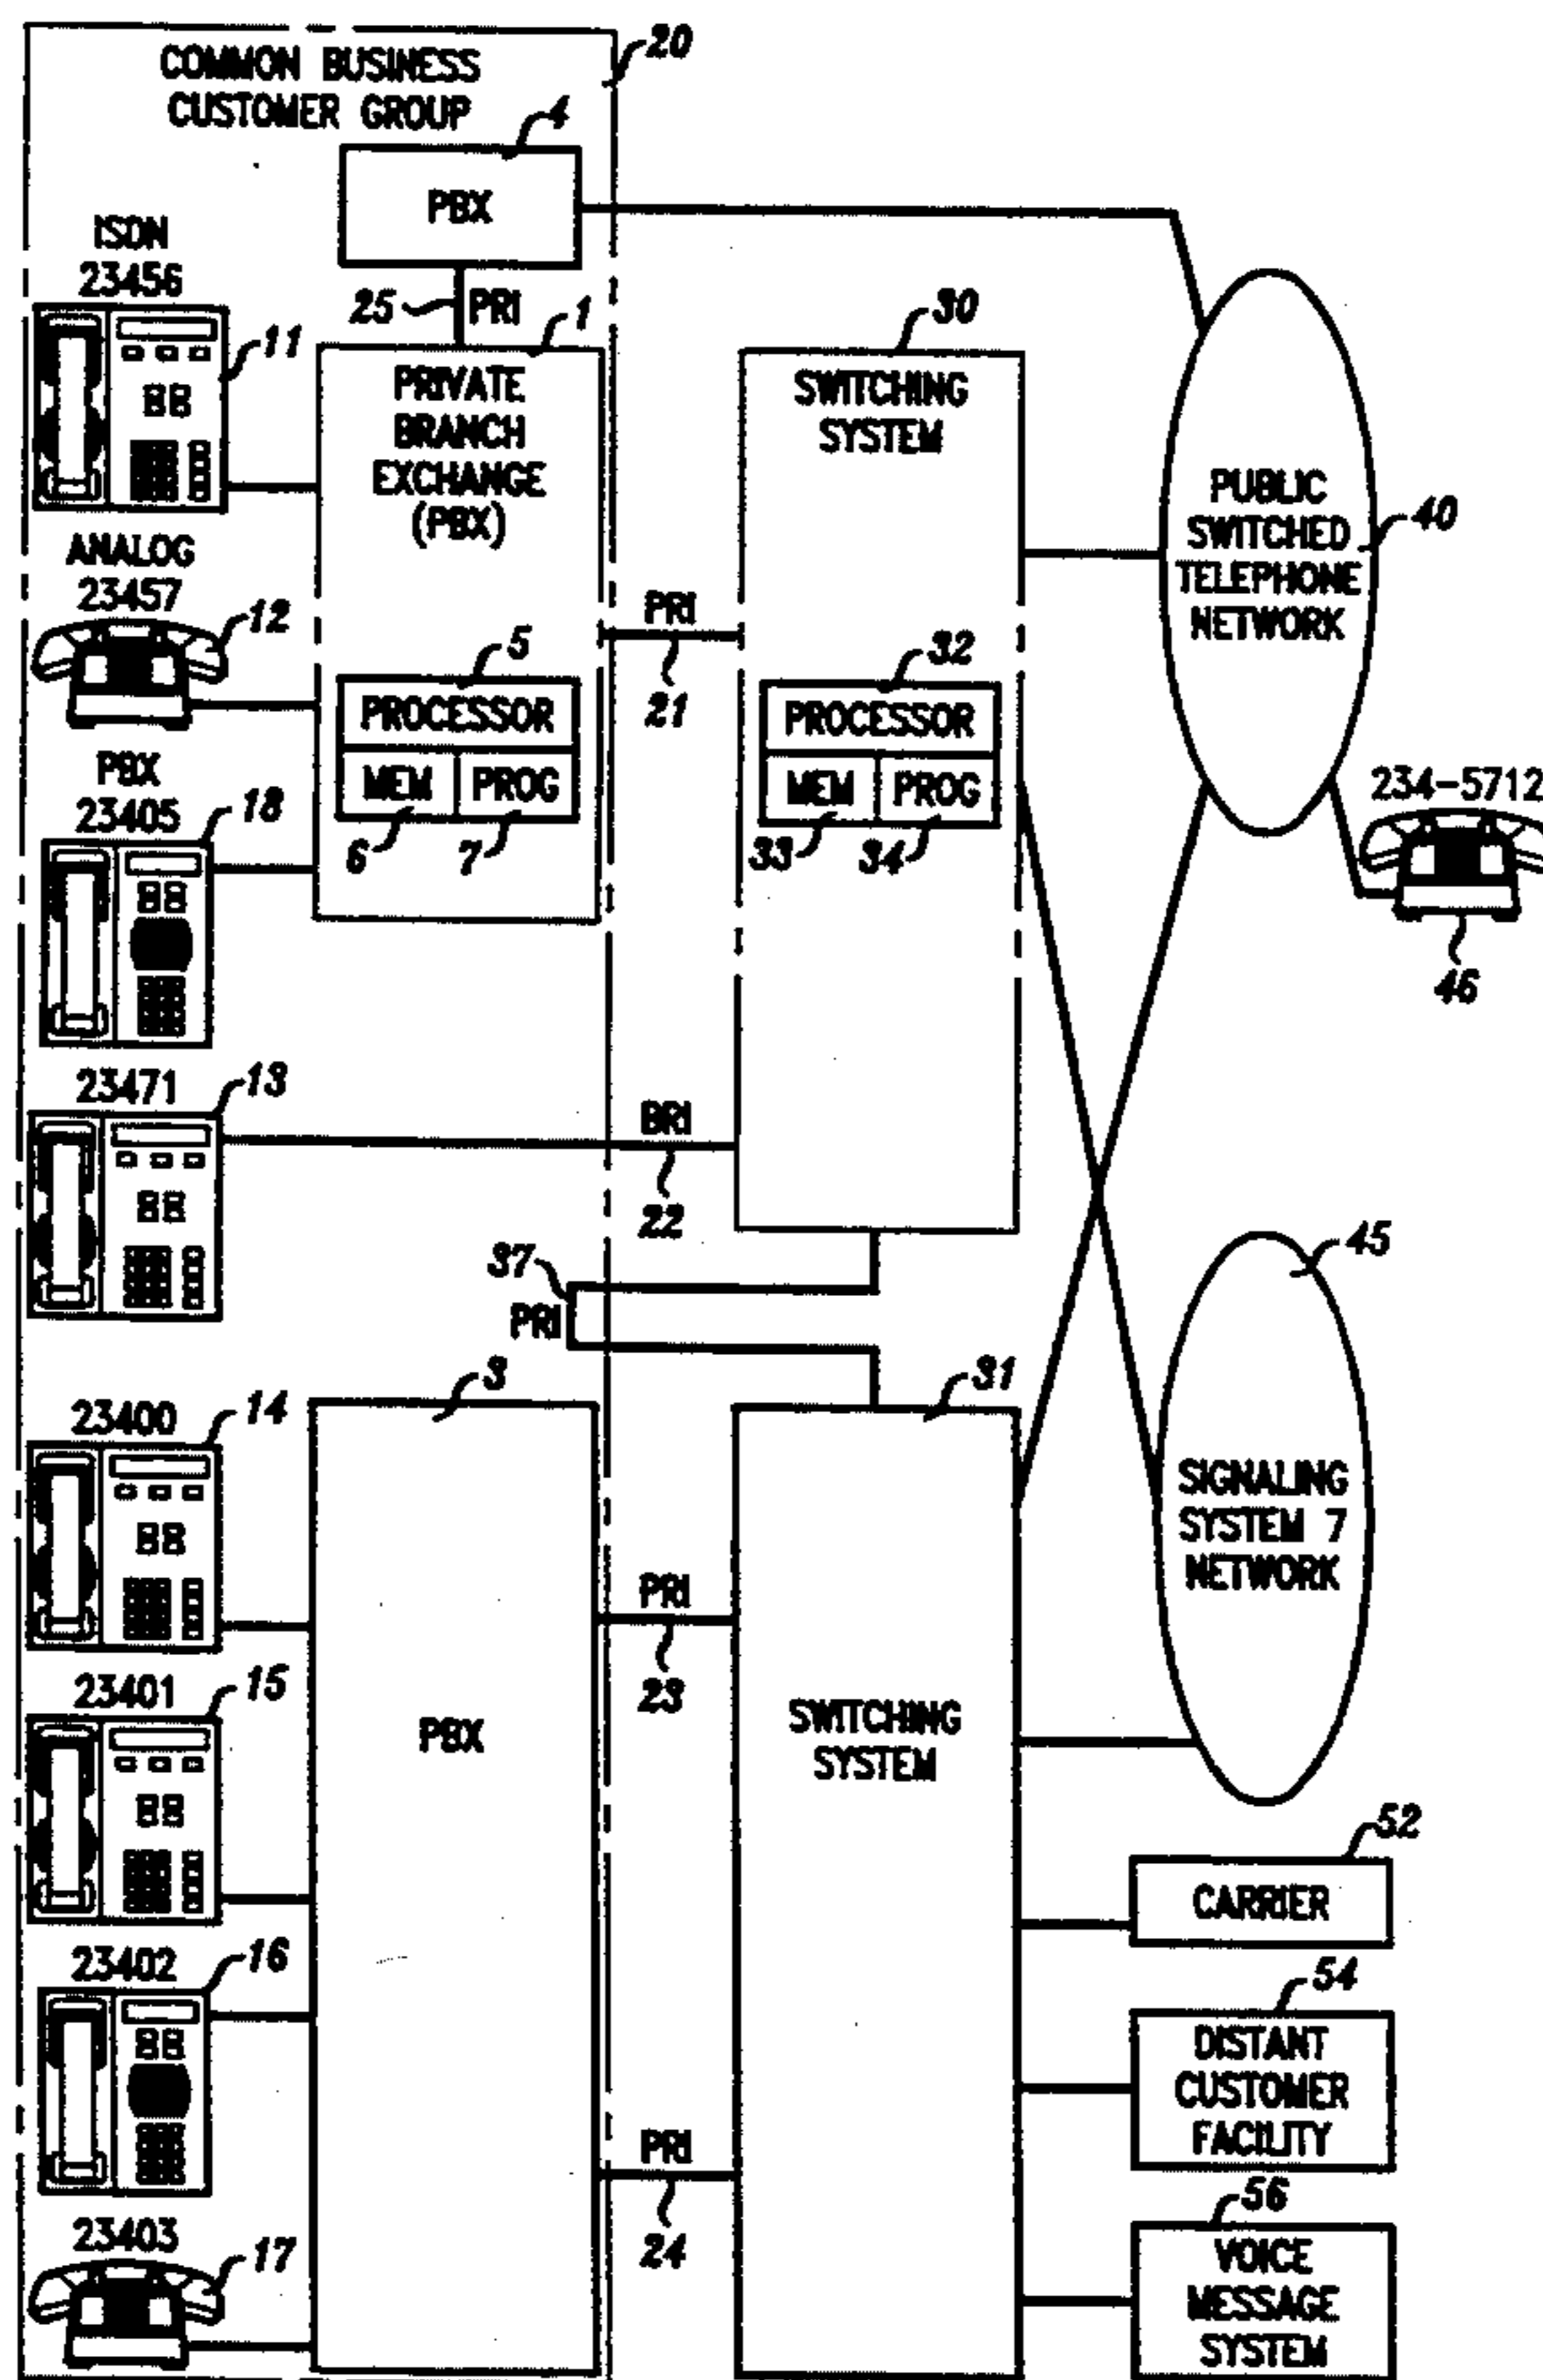 COMMON BUSINESS
CUSTOMER GROUP
20
4
PBX
ISDN
23456
11
25
PRI
1
PRIVATE
BRANCH
EXCHANGE
(PBX)
30
SWITCHING
SYSTEM
PUBLIC
SWITCHED
TELEPHONE
NETWORK
40
ANALOG
23457
12
PRI
21
5
PROCESSOR
MEM
PROG
6
7
32
PROCESSOR
MEM
PROG
33
34
234-5712
46
PBX
23405
18
23471
13
BRI
22
37
PRI
45
SIGNALING
SYSTEM 7
NETWORK
3
PBX
31
SWITCHING
SYSTEM
23400
14
PRI
23
23401
15
23402
16
PRI
24
23403
17
52
CARRIER
54
DISTANT
CUSTOMER
FACILITY
56
VOICE
MESSAGE
SYSTEM